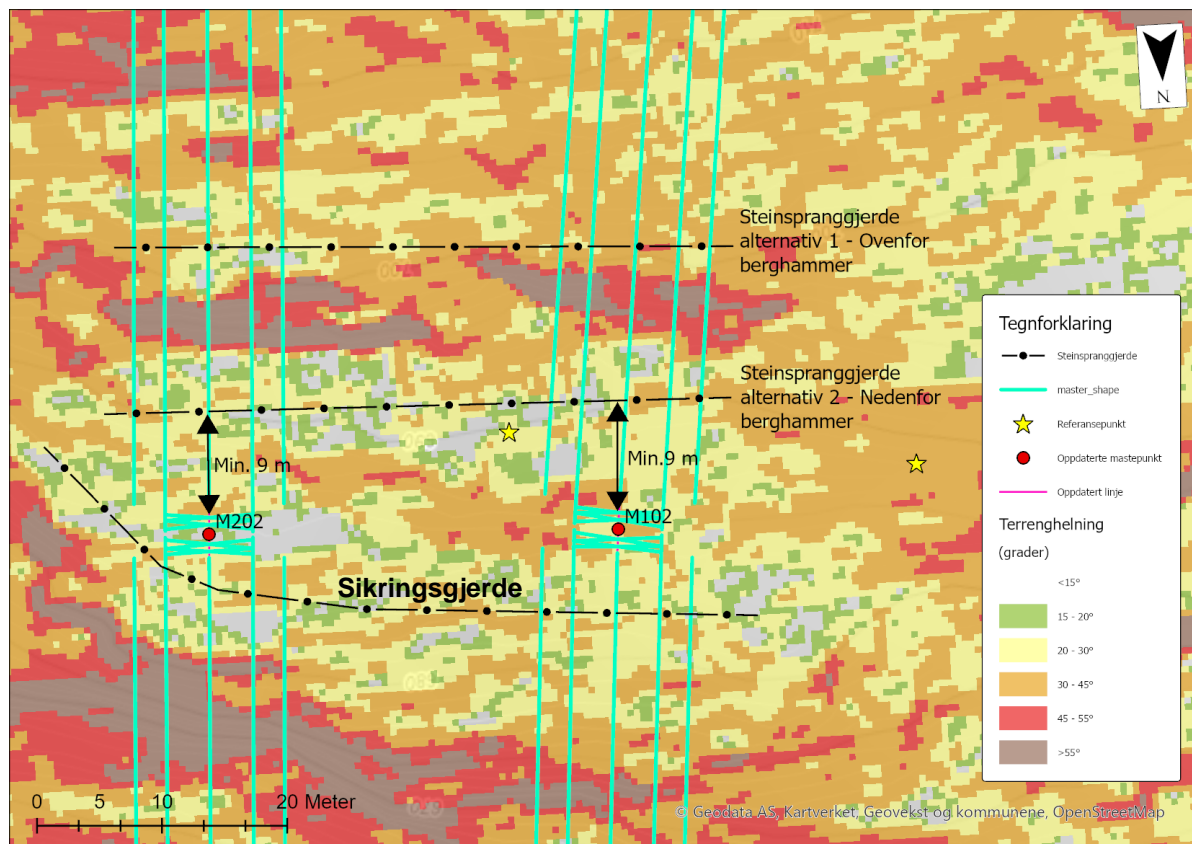 N
Steinspranggjerde
alternativ 1 - Ovenfor
berghammer
Steinspranggjerde
alternativ 2 - Nedenfor
berghammer
Min. 9 m
Min.9 m
M202
M102
Sikringsgjerde
Tegnforklaring
Steinspranggjerde
master_shape
Referansepunkt
Oppdaterte mastepunkt
Oppdatert linje
Terrenghelning
(grader)
<15°
15 - 20°
20 - 30°
30 - 45°
45 - 55°
>55°
0 5 10 20 Meter
© Geodata AS, Kartverket, Geovekst og kommunene, OpenStreetMap